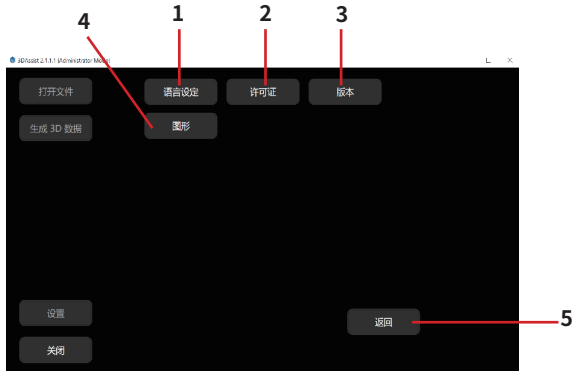 1 2 3
4
3DAssist 2.1.1.1 (Administrator Mode)
打开文件 语言设定 许可证 版本
生成 3D 数据 图形
设置 返回 5
关闭